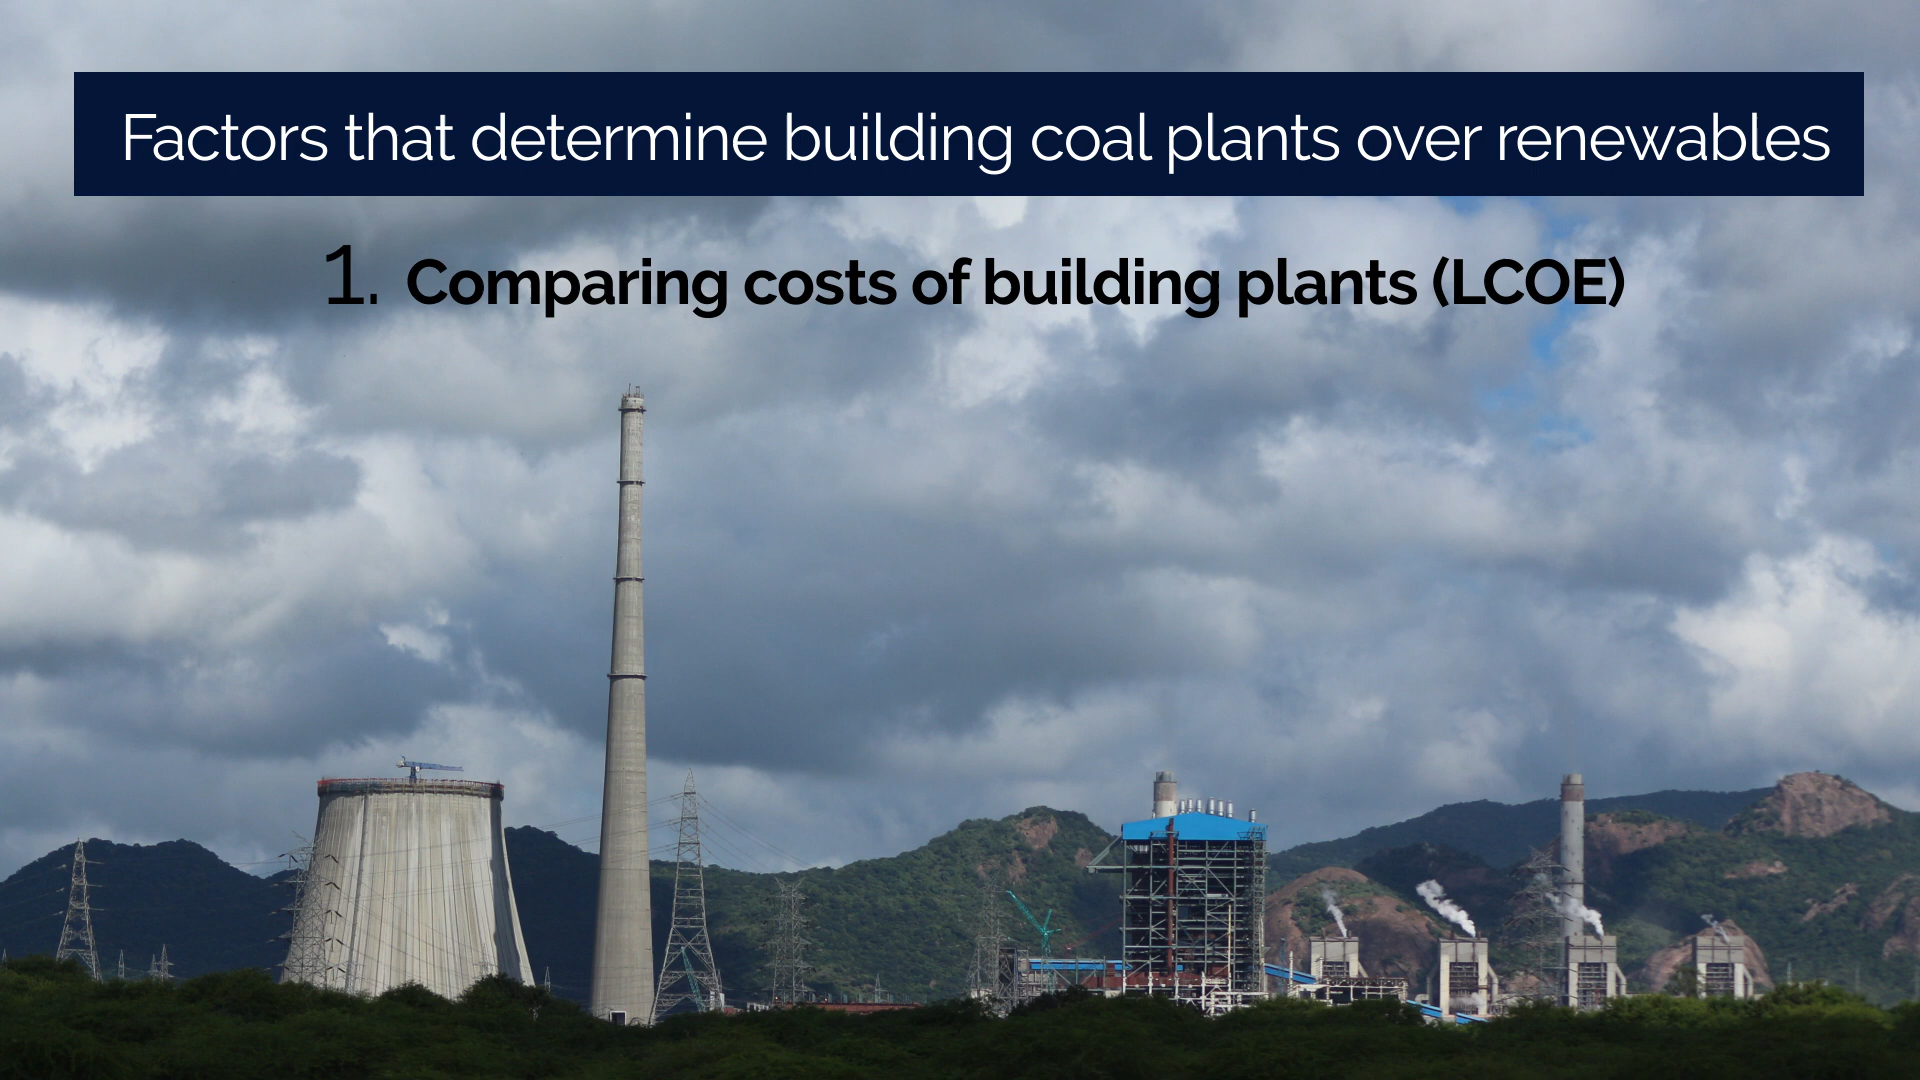 Factors that determine building coal plants over renewables
1. Comparing costs of building plants (LCOE)